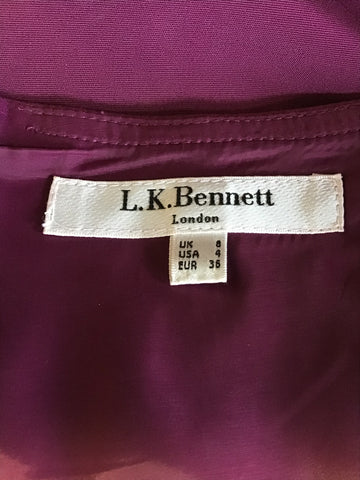 L.K.Bennett
London
UK 8
USA 4
EUR 36